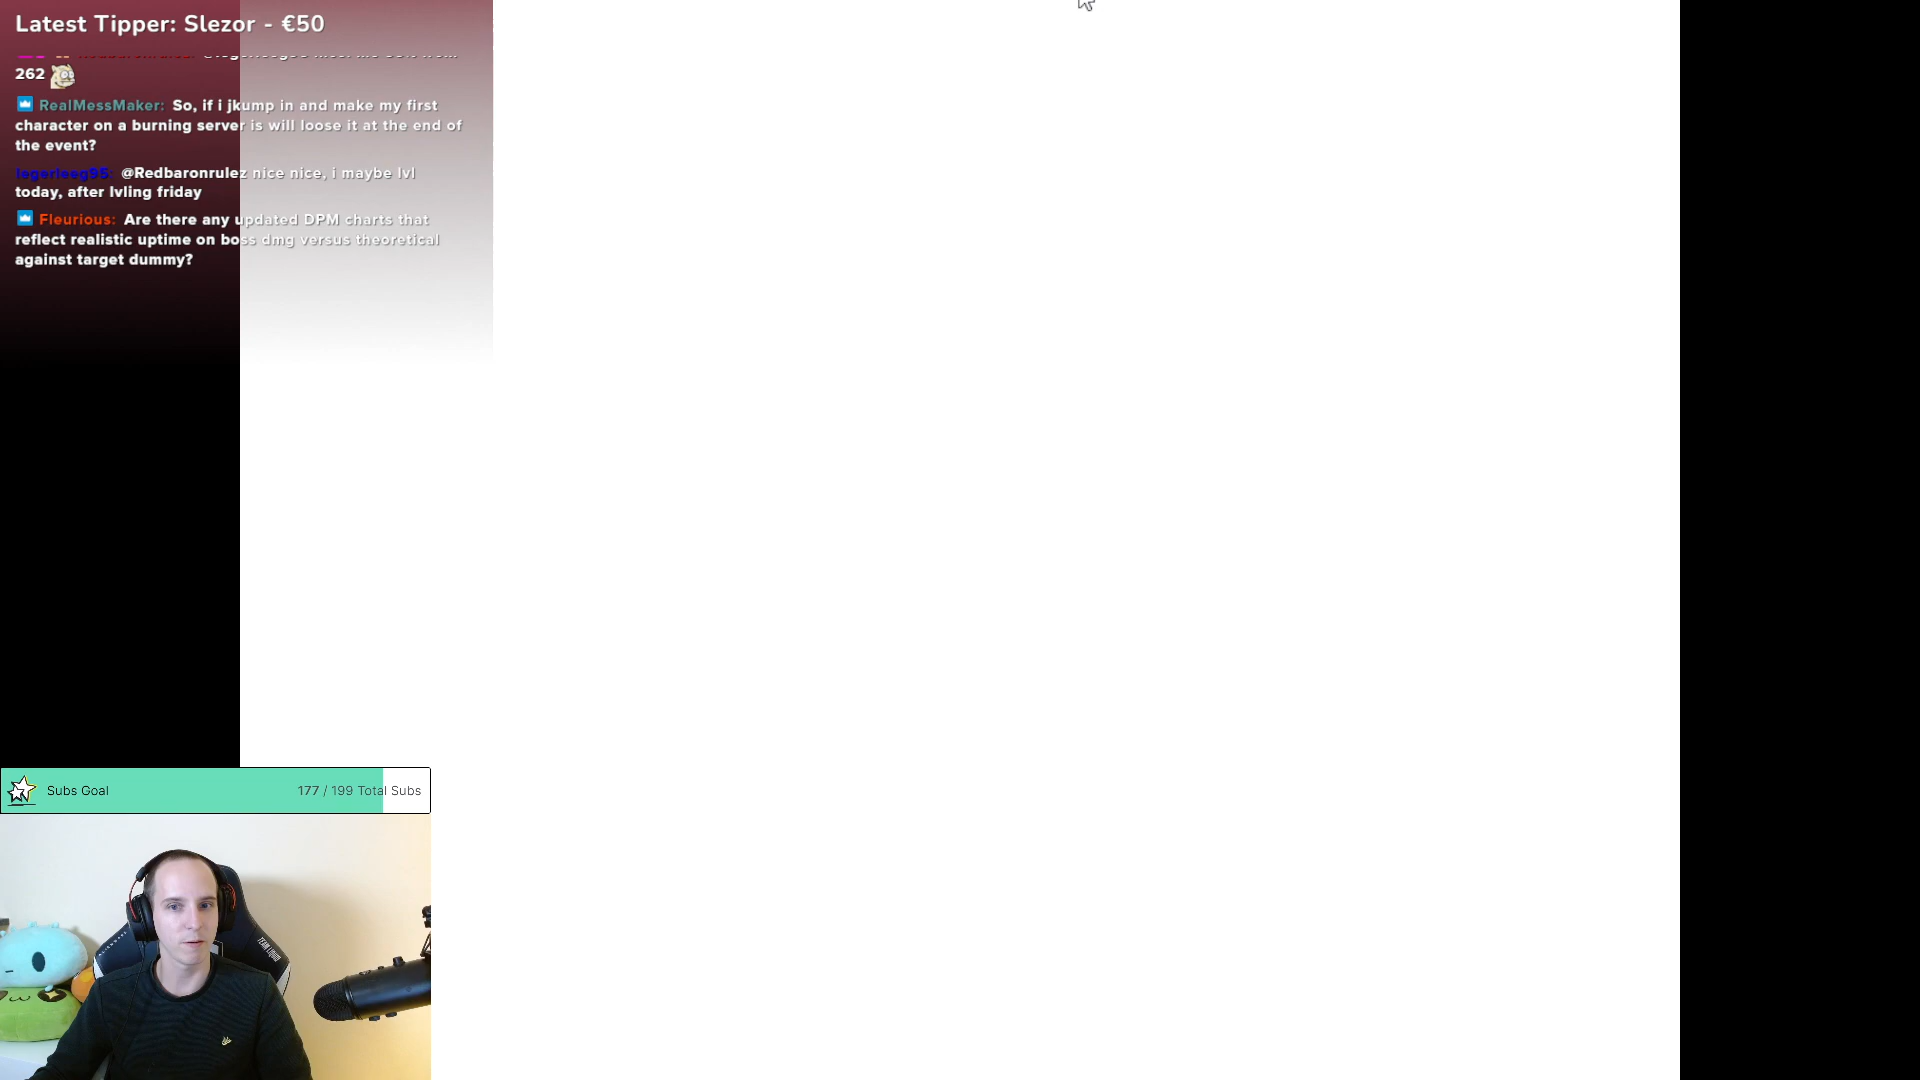 Latest Tipper: Slezor - €50
262
RealMessMaker: So, if i jkump in and make my first
character on a burning server is will loose it at the end of
the event?
legerleeg95: @Redbaronrulez nice nice, i maybe lvl
today, after lvling friday
Fleurious: Are there any updated DPM charts that
reflect realistic uptime on boss dmg versus theoretical
against target dummy?
Subs Goal 177 / 199 Total Subs
TEAM LIQUID